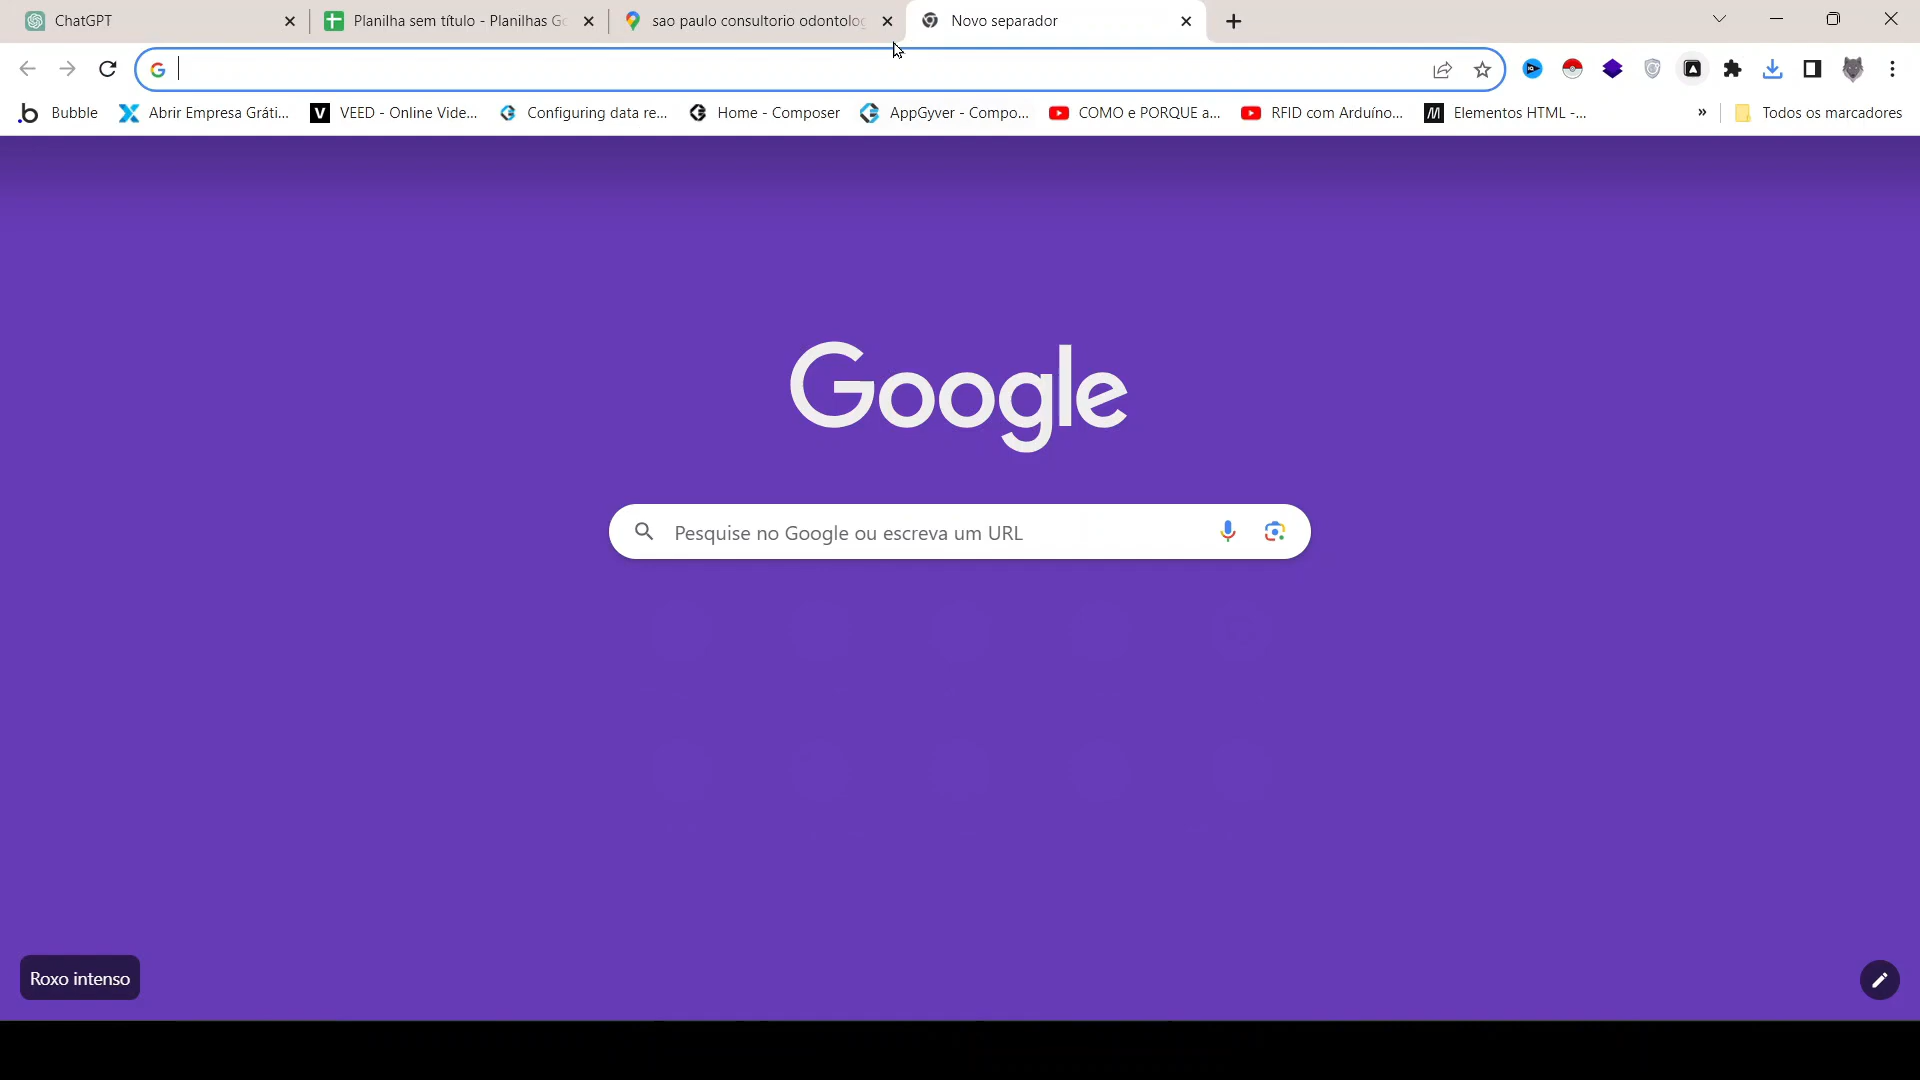 ChatGPT
Planilha sem título - Planilhas Go
sao paulo consultorio odontolog
Novo separador
Bubble
Abrir Empresa Gráti...
VEED - Online Vide...
Configuring data re...
Home - Composer
AppGyver - Compo...
COMO e PORQUE a...
RFID com Arduíno...
Elementos HTML -...
»
Todos os marcadores
Google
Pesquise no Google ou escreva um URL
Roxo intenso